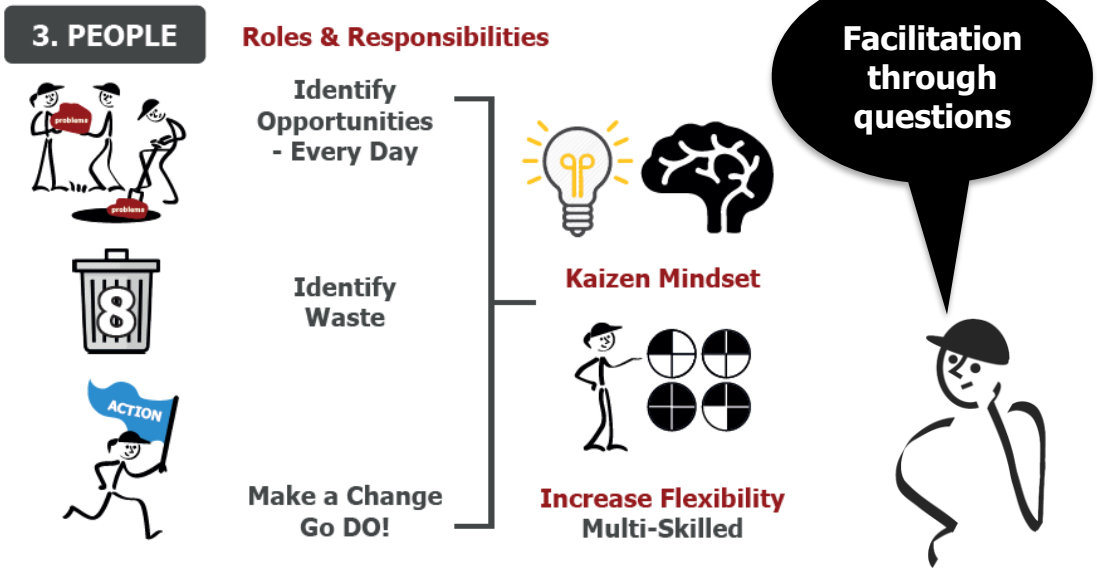 3. PEOPLE
Roles & Responsibilities
Facilitation
through
questions
problems
problems
Identify
Opportunities
- Every Day
8
Identify
Waste
Kaizen Mindset
ACTION
Make a Change
Go DO!
Increase Flexibility
Multi-Skilled